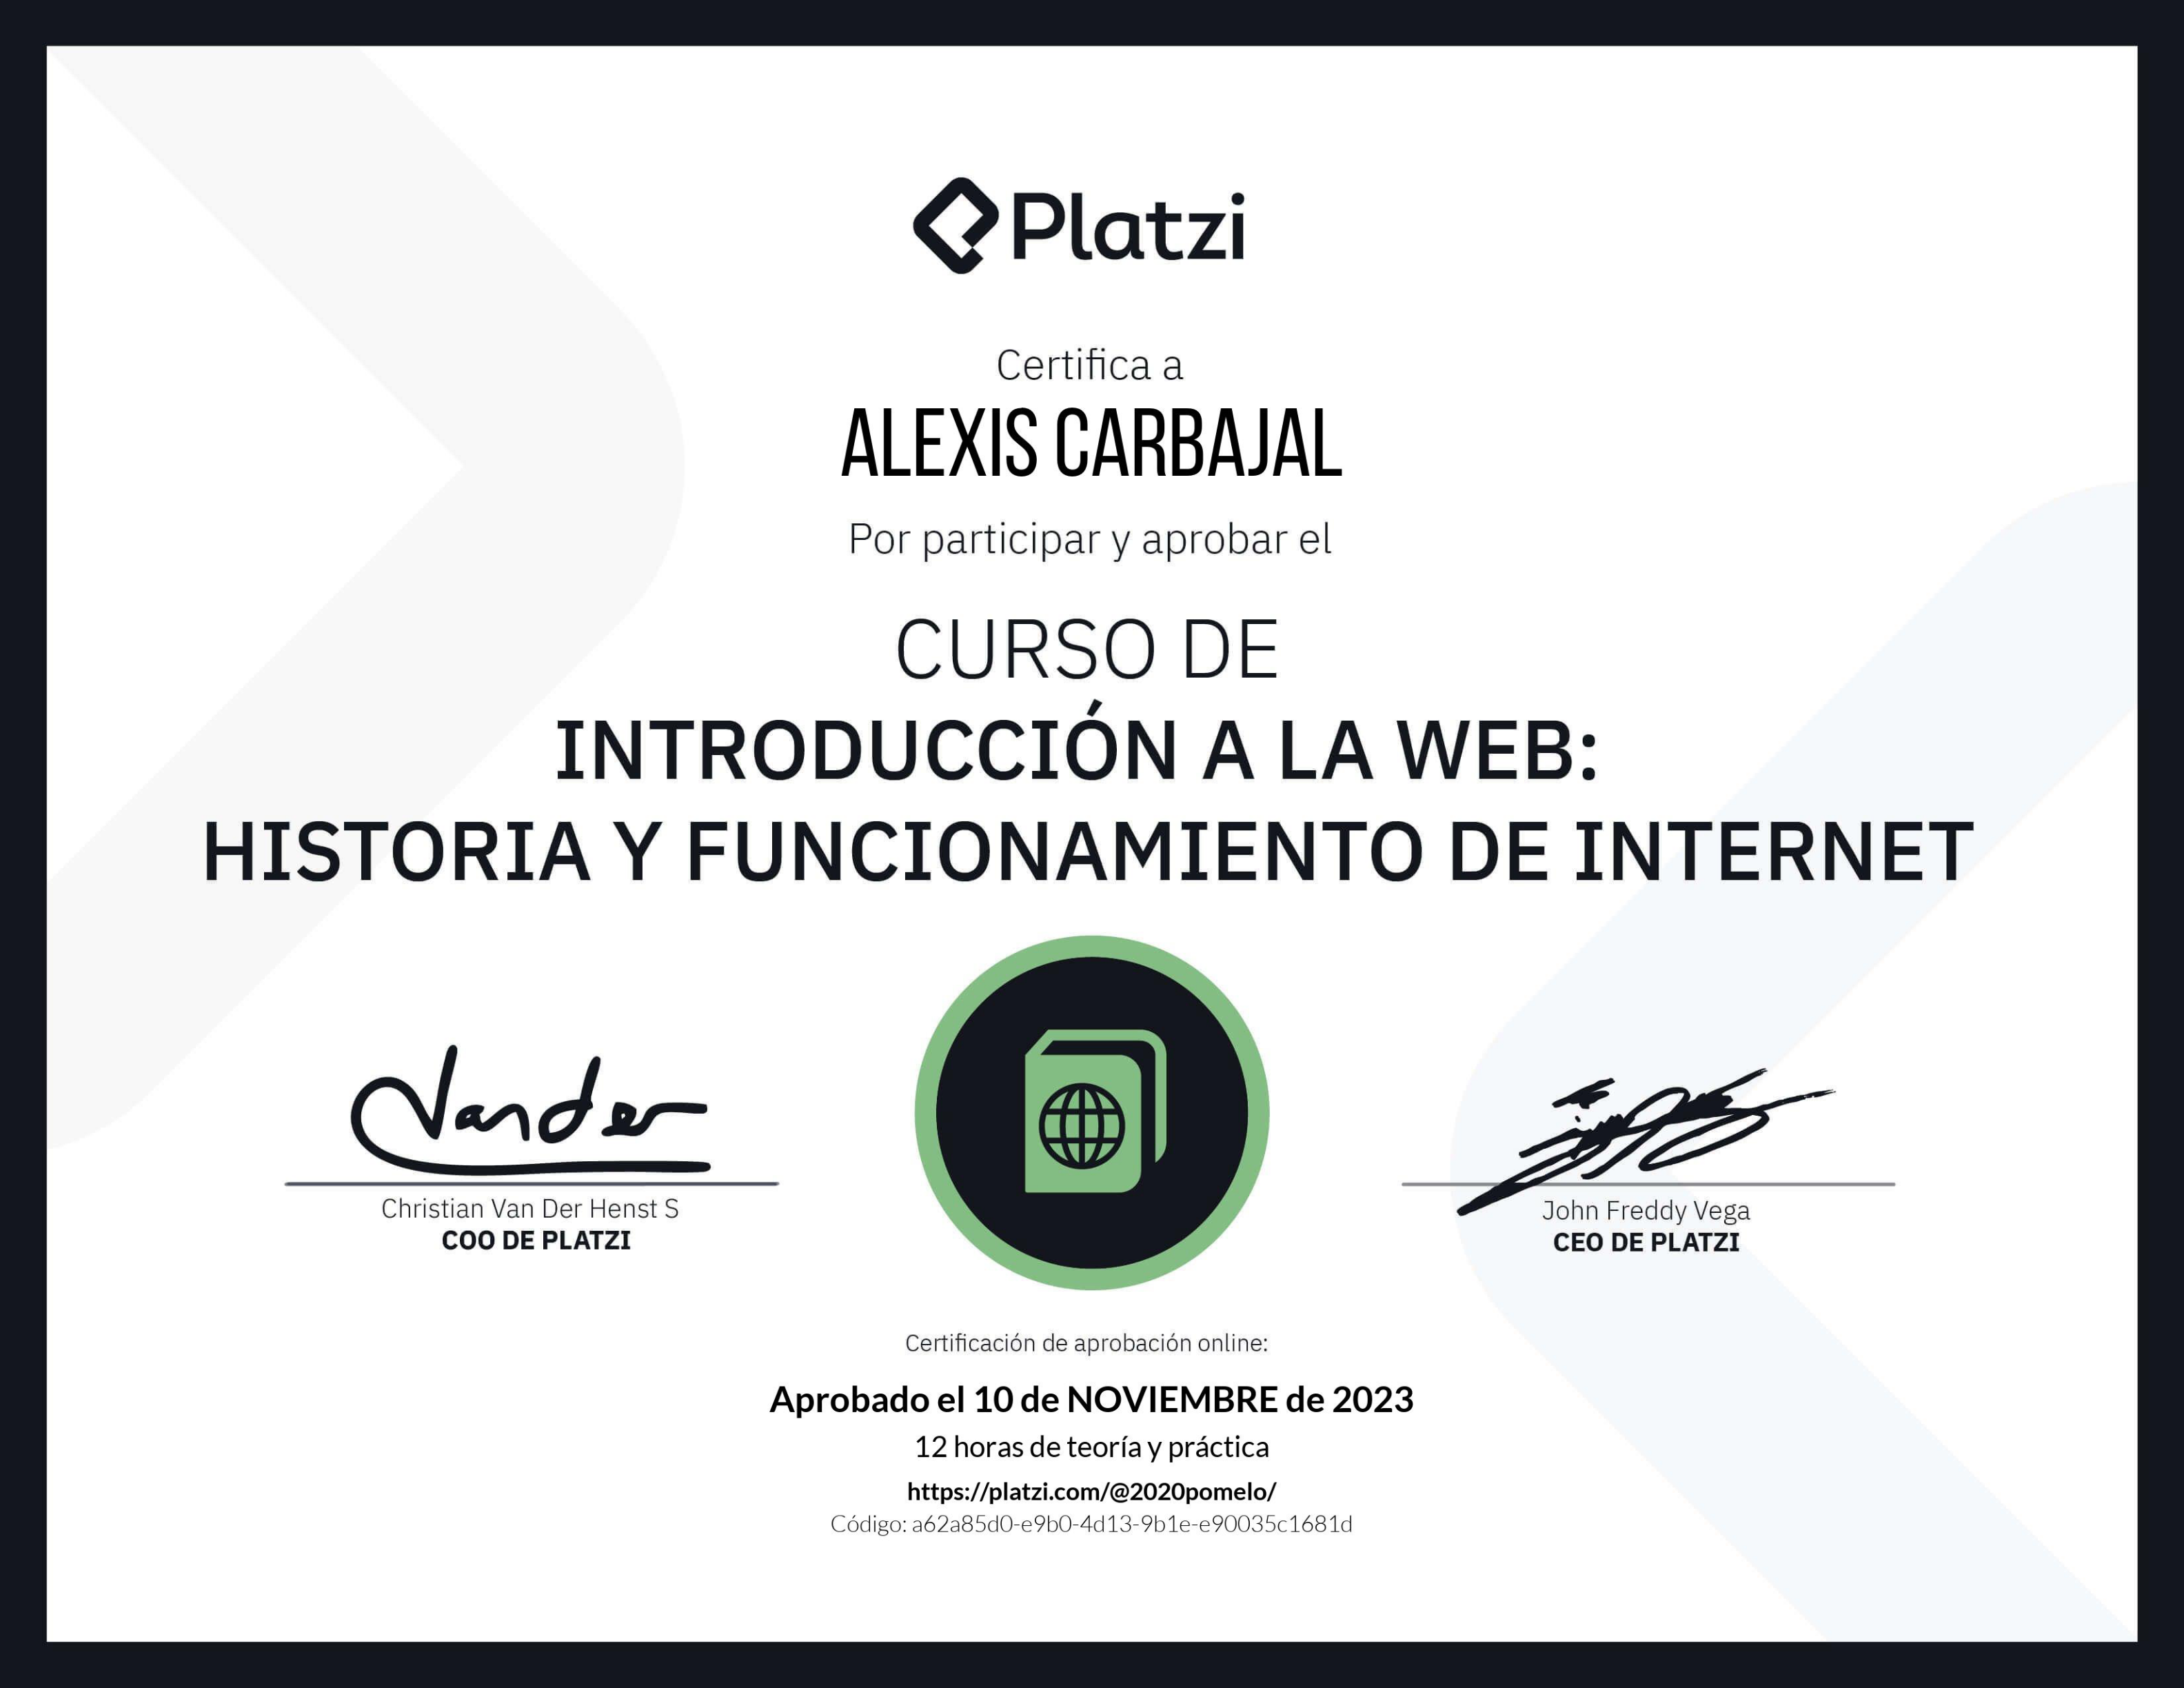 Platzi
Certifica a
ALEXIS CARBAJAL
Por participar y aprobar el
CURSO DE
INTRODUCCIÓN A LA WEB:
HISTORIA Y FUNCIONAMIENTO DE INTERNET
Vander
Christian Van Der Henst S
COO DE PLATZI
John Freddy Vega
CEO DE PLATZI
Certificación de aprobación online:
Aprobado el 10 de NOVIEMBRE de 2023
12 horas de teoría y práctica
https://platzi.com/@2020pomelo/
Código: a62a85d0-e9b0-4d13-9b1e-e90035c1681d